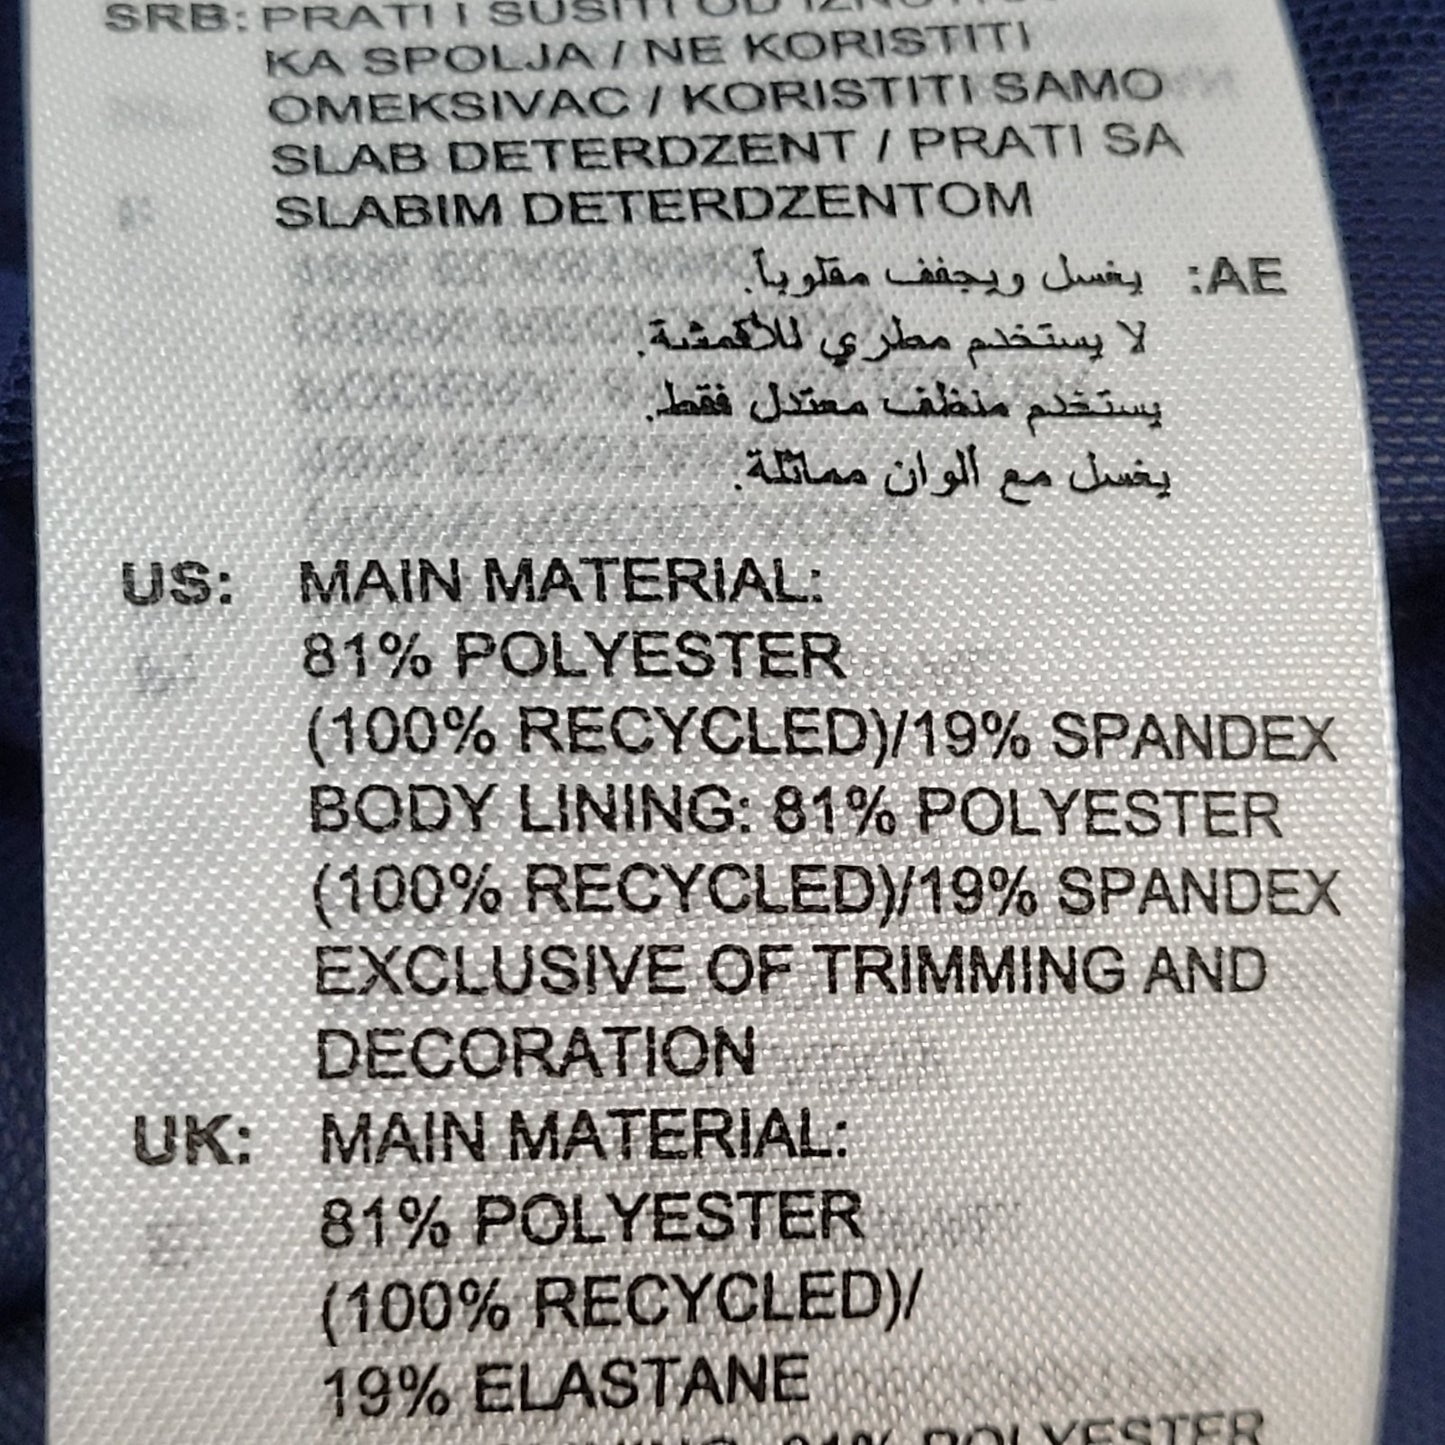 SRB: PRATI I SUSITI OD
KA SPOLJA / NE KORISTITI
OMEKSIVAC / KORISTITI SAMO
SLAB DETERDZENT / PRATI SA
SLABIM DETERDZENTOM
AE: يغسل ويجفف مقلوباً.
لا يستخدم مطري للأقمشة.
يستخدم منظف معتدل فقط.
يغسل مع ألوان مماثلة.
US: MAIN MATERIAL:
81% POLYESTER
(100% RECYCLED)/19% SPANDEX
BODY LINING: 81% POLYESTER
(100% RECYCLED)/19% SPANDEX
EXCLUSIVE OF TRIMMING AND
DECORATION
UK: MAIN MATERIAL:
81% POLYESTER
(100% RECYCLED)/
19% ELASTANE
81% POLYESTER